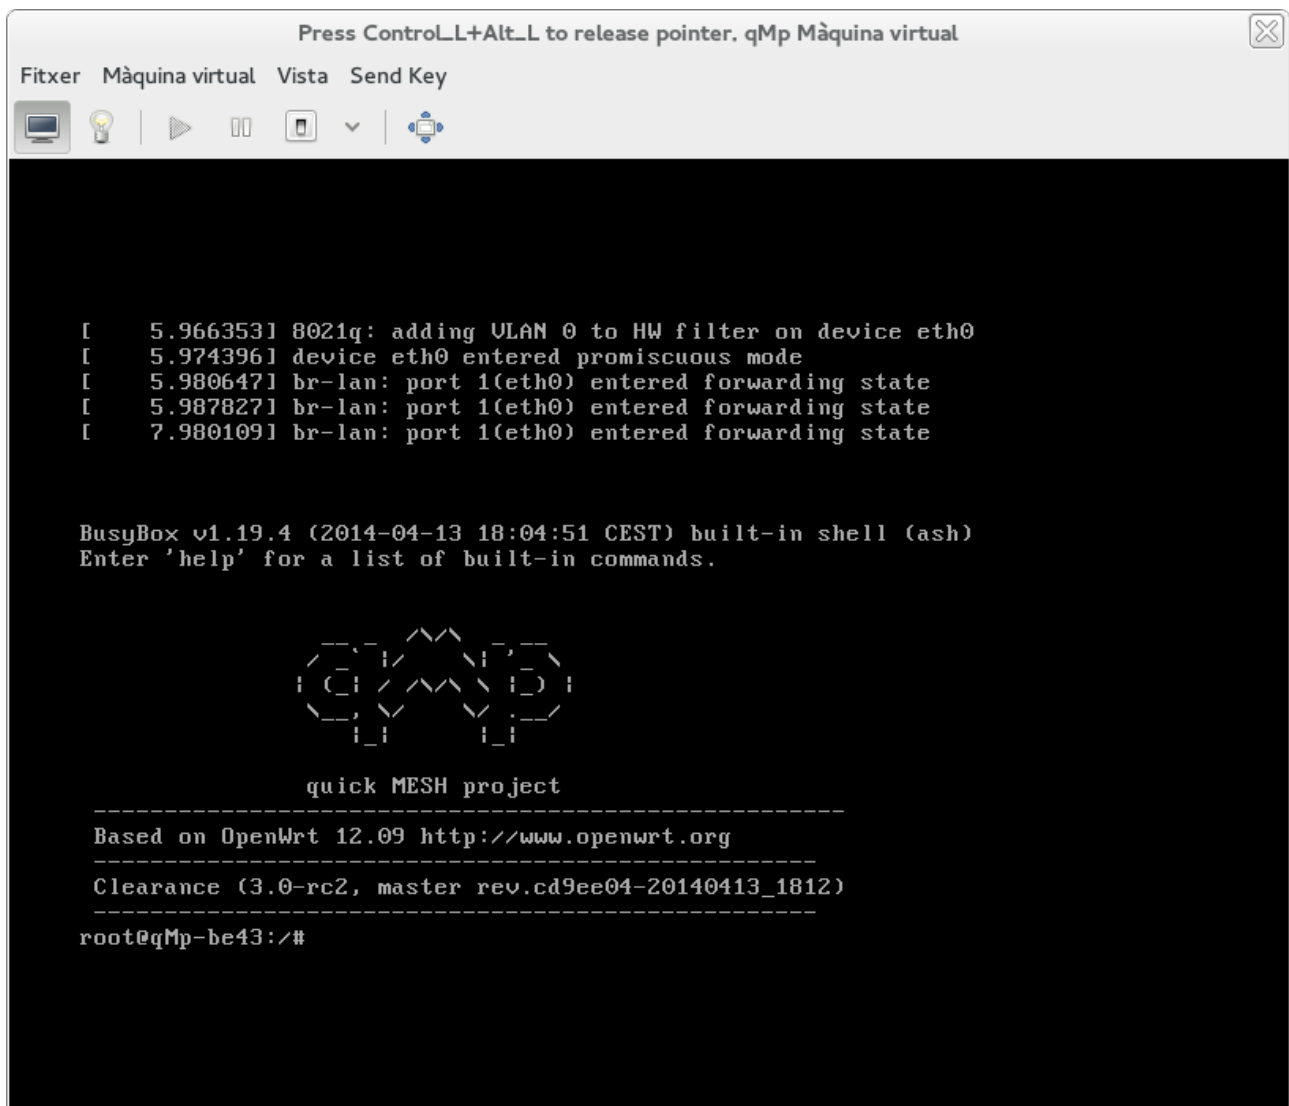 Press Control_L+Alt_L to release pointer. qMp Màquina virtual
Fitxer Màquina virtual Vista Send Key
[    5.966353] 8021q: adding VLAN 0 to HW filter on device eth0
[    5.974396] device eth0 entered promiscuous mode
[    5.980647] br-lan: port 1(eth0) entered forwarding state
[    5.987827] br-lan: port 1(eth0) entered forwarding state
[    7.980109] br-lan: port 1(eth0) entered forwarding state
BusyBox v1.19.4 (2014-04-13 18:04:51 CEST) built-in shell (ash)
Enter 'help' for a list of built-in commands.
qMp
quick MESH project
Based on OpenWrt 12.09 http://www.openwrt.org
Clearance (3.0-rc2, master rev.cd9ee04-20140413_1812)
root@qMp-be43:/#